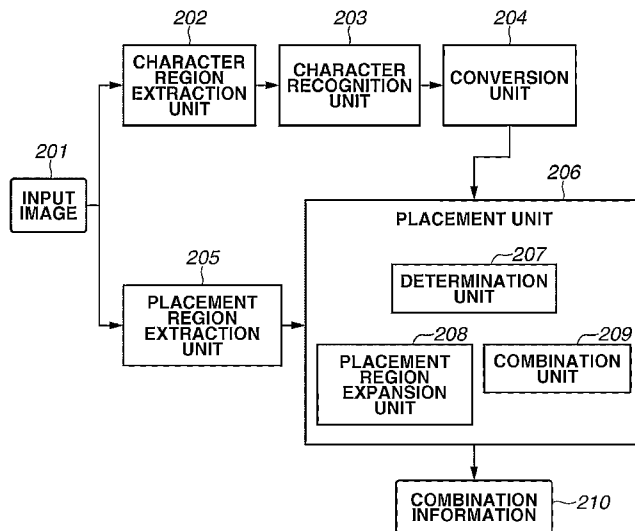 202
203
204
CHARACTER
REGION
EXTRACTION
UNIT
CHARACTER
RECOGNITION
UNIT
CONVERSION
UNIT
201
INPUT
IMAGE
206
PLACEMENT UNIT
205
PLACEMENT
REGION
EXTRACTION
UNIT
207
DETERMINATION
UNIT
208
PLACEMENT
REGION
EXPANSION
UNIT
209
COMBINATION
UNIT
COMBINATION
INFORMATION
210